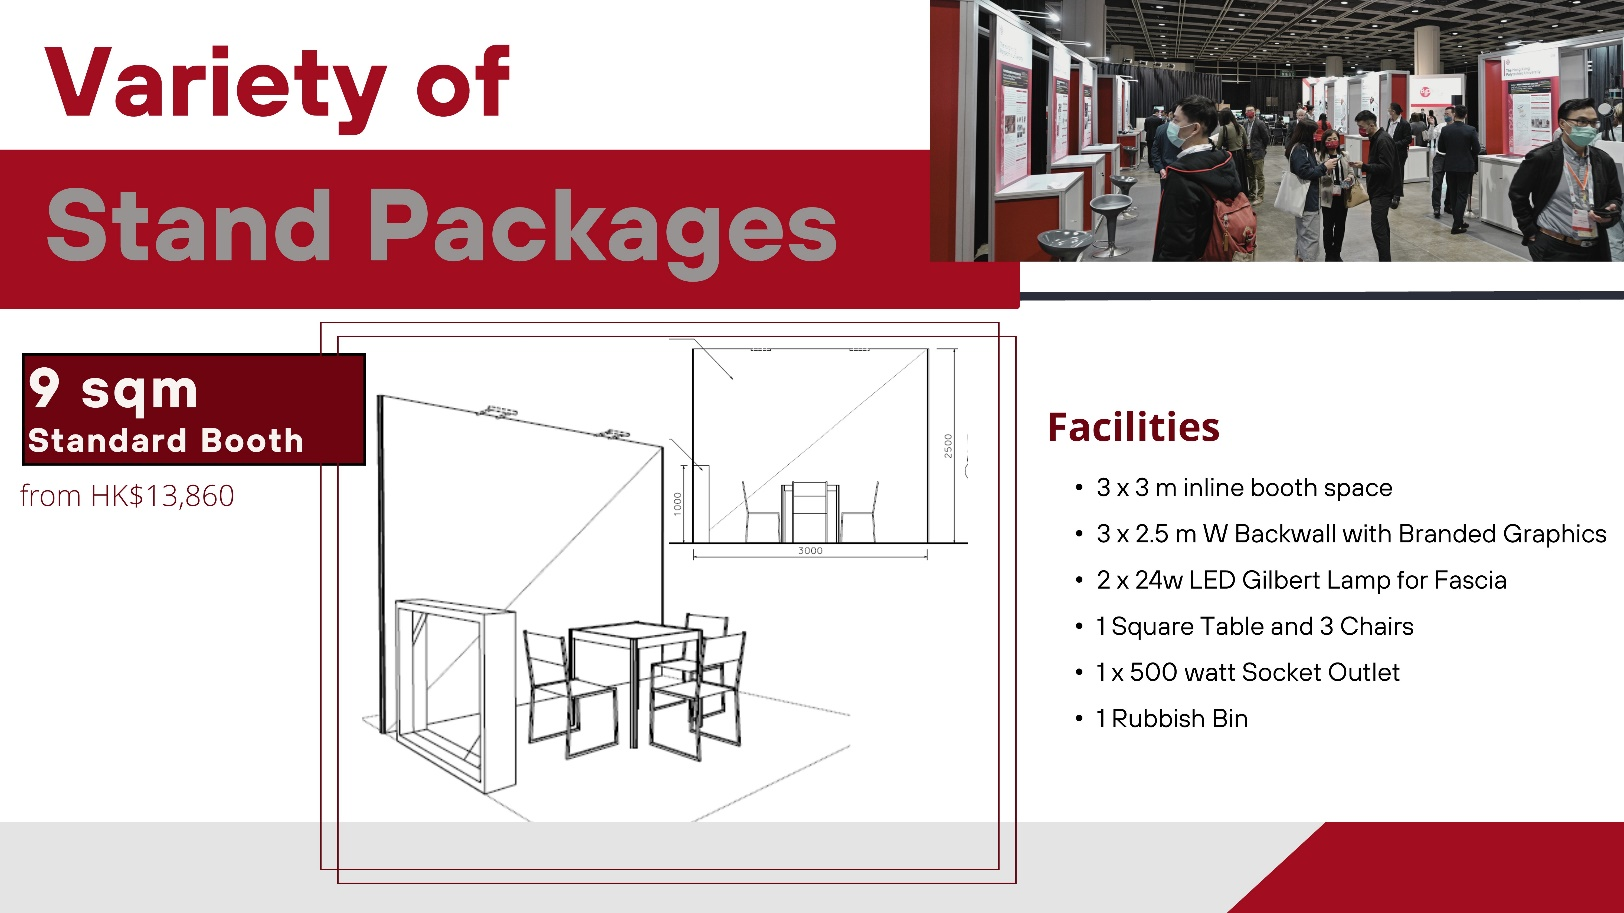 Variety of
Stand Packages
9 sqm
Standard Booth
from HK$13,860
1000
3000
2500
Facilities
• 3 x 3 m inline booth space
• 3 x 2.5 m W Backwall with Branded Graphics
• 2 x 24w LED Gilbert Lamp for Fascia
• 1 Square Table and 3 Chairs
• 1 x 500 watt Socket Outlet
• 1 Rubbish Bin